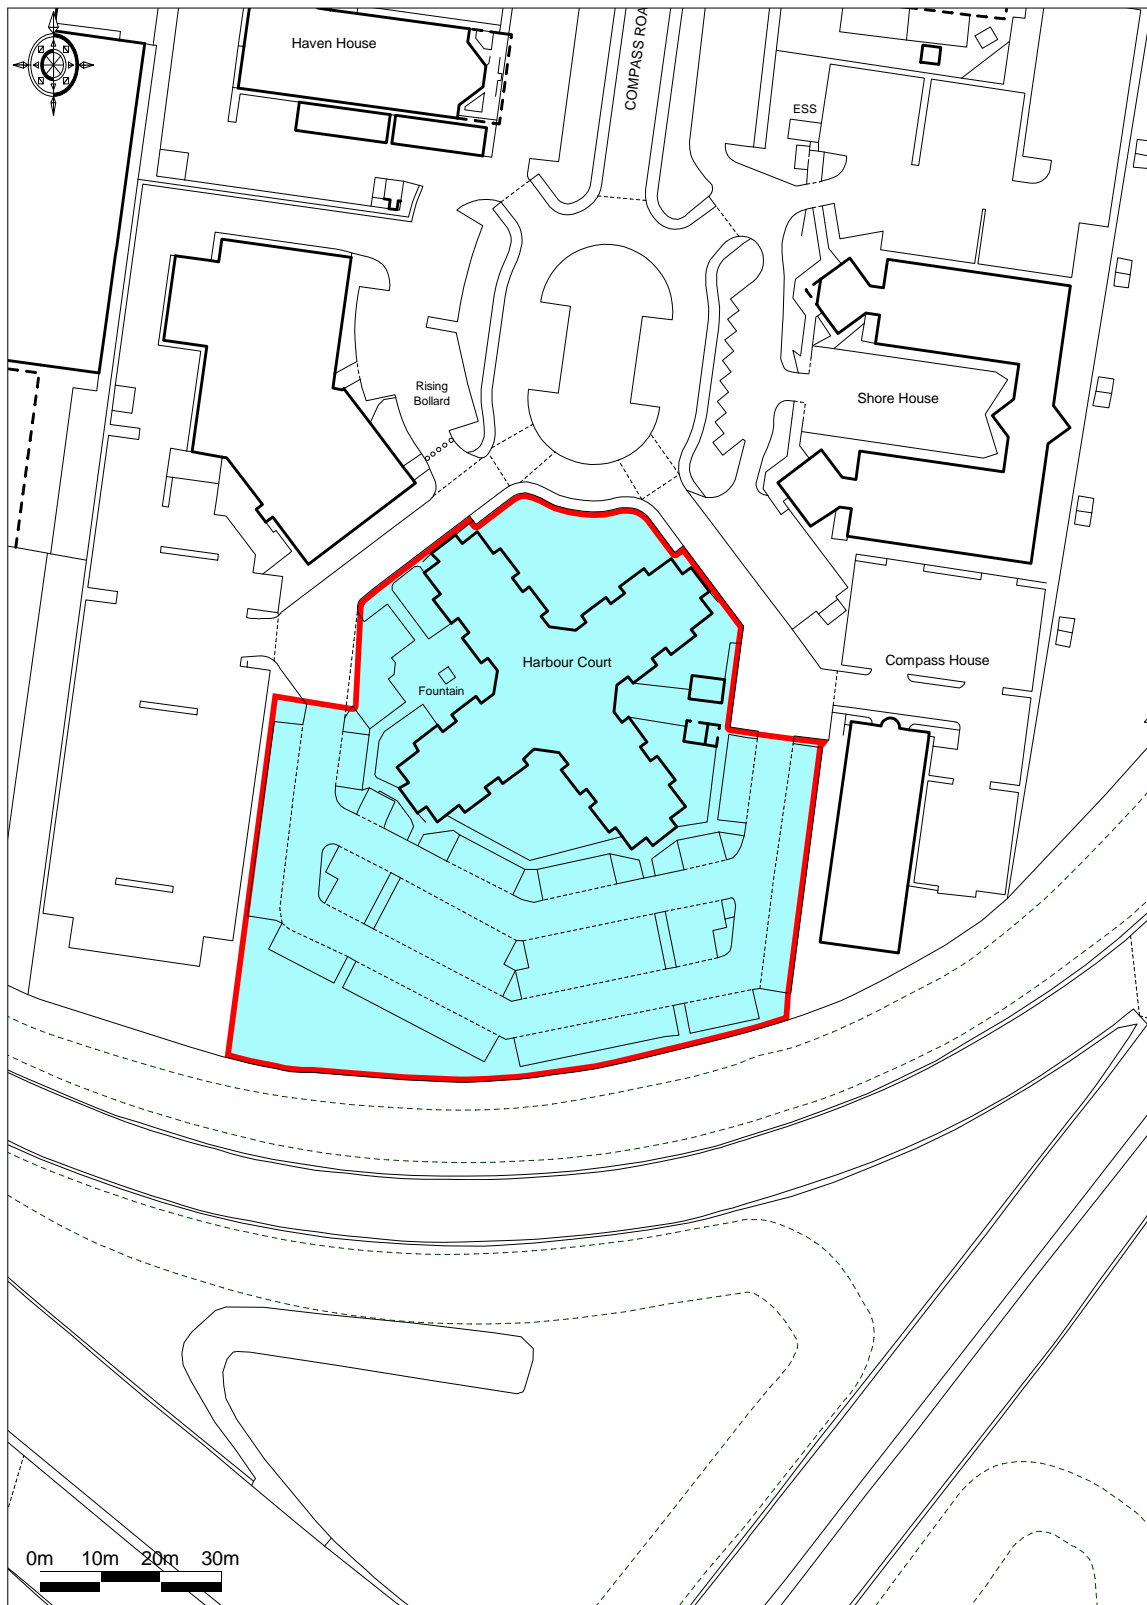 Haven House
COMPASS ROA
ESS
Rising
Bollard
Shore House
Harbour Court
Compass House
Fountain
0m 10m 20m 30m